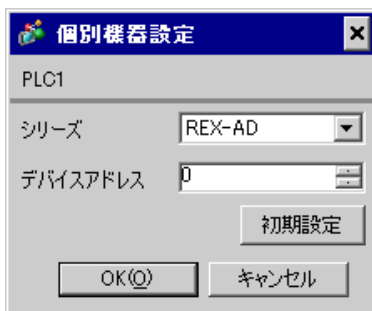 個別機器設定
PLC1
シリーズ REX-AD
デバイスアドレス 0
初期設定
OK(O) キャンセル